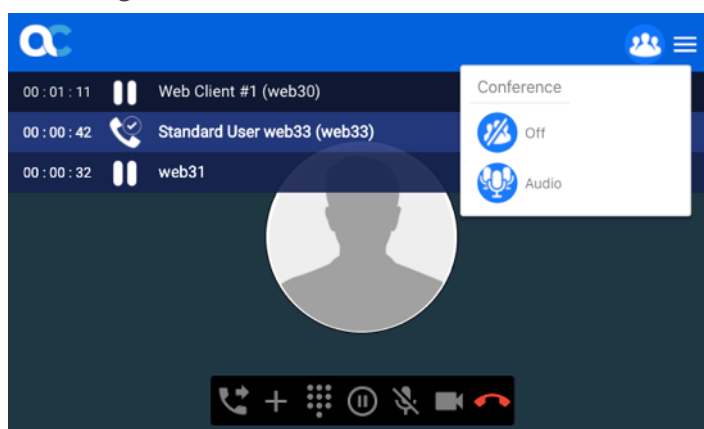 Conference
00 : 01 : 11 Web Client #1 (web30)
Off
00 : 00 : 42 Standard User web33 (web33)
Audio
00 : 00 : 32 web31